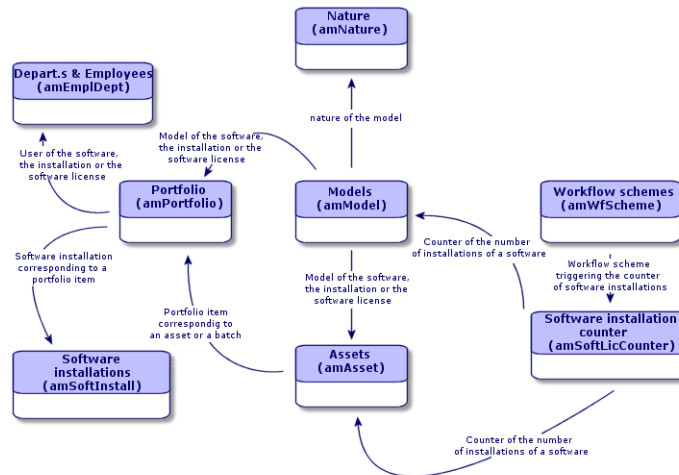 Nature
(amNature)
Depart.s & Employees
(amEmplDept)
nature of the model
Model of the software,
the installation or the
software license
User of the software,
the installation or the
software license
Portfolio
(amPortfolio)
Models
(amModel)
Workflow schemes
(amWfScheme)
Counter of the number
of installations of a software
Software installation
corresponding to a
portfolio item
Workflow scheme
triggering the counter
of software installations
Model of the software,
the installation or the
software license
Portfolio item
correspondig to
an asset or a batch
Software installation
counter
(amSoftLicCounter)
Software
installations
(amSoftInstall)
Assets
(amAsset)
Counter of the number
of installations of a software